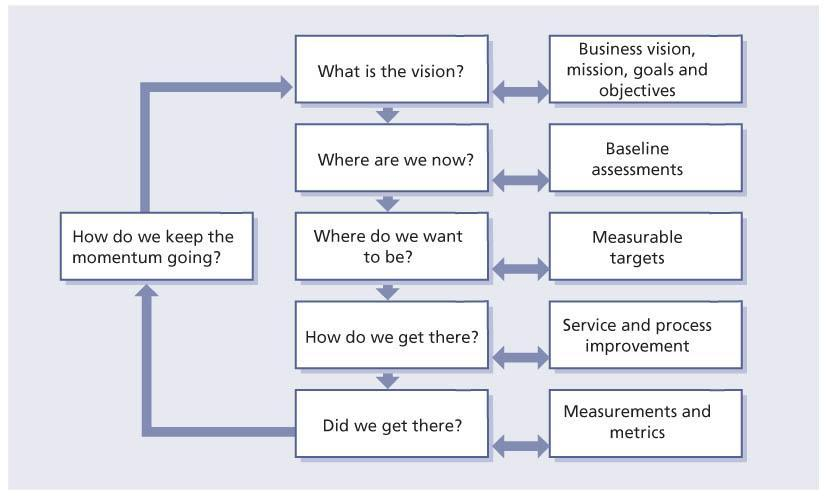 What is the vision?
Business vision,
mission, goals and
objectives
Where are we now?
Baseline
assessments
How do we keep the
momentum going?
Where do we want
to be?
Measurable
targets
How do we get there?
Service and process
improvement
Did we get there?
Measurements and
metrics